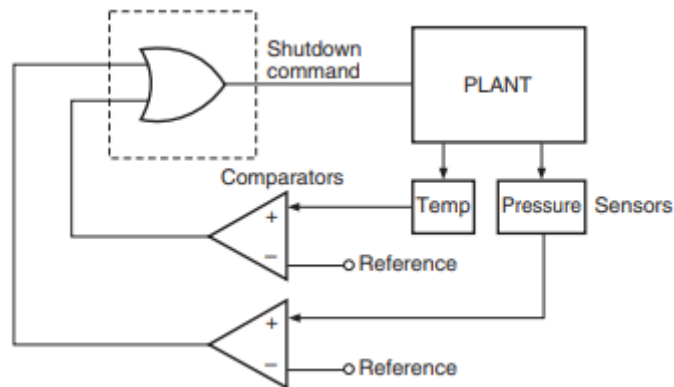 Shutdown
command
PLANT
Comparators
Temp
Pressure
Sensors
+
−
Reference
+
−
Reference